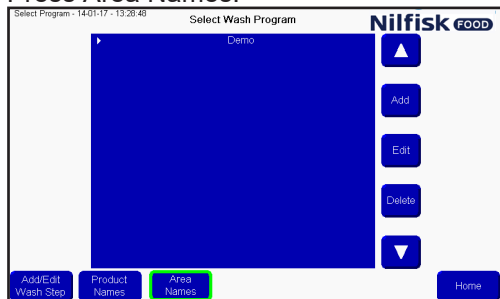 Press Area Names.
Select Program - 14-01-17 - 13:28:48
Select Wash Program
Nilfisk FOOD
Demo
Add
Edit
Delete
Add/Edit
Wash Step
Product
Names
Area
Names
Home